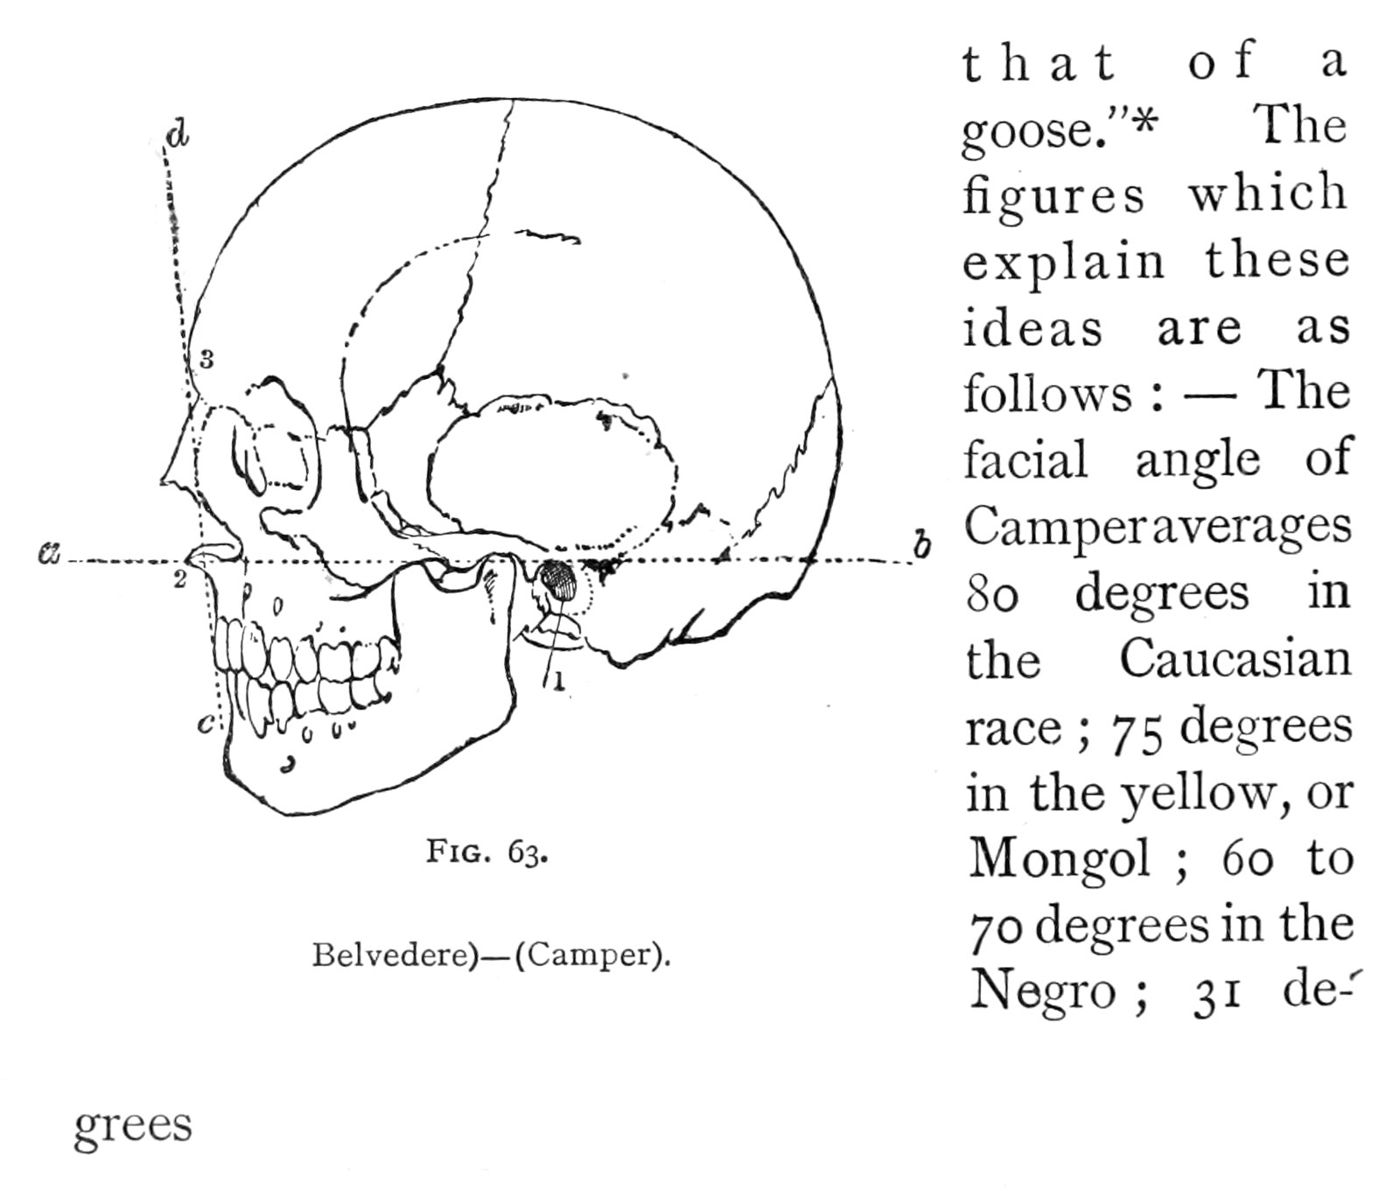 that of a
goose."* The
figures which
explain these
ideas are as
follows : — The
facial angle of
Camper averages
80 degrees in
the Caucasian
race ; 75 degrees
in the yellow, or
Mongol ; 60 to
70 degrees in the
Negro ; 31 de-
d
3
a
b
2
1
c
FIG. 63.
Belvedere)—(Camper).
grees